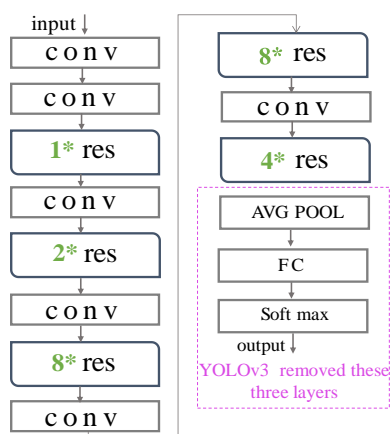 input
conv
conv
1* res
conv
2* res
conv
8* res
conv
8* res
conv
4* res
AVG POOL
FC
Soft max
output
YOLOv3 removed these
three layers